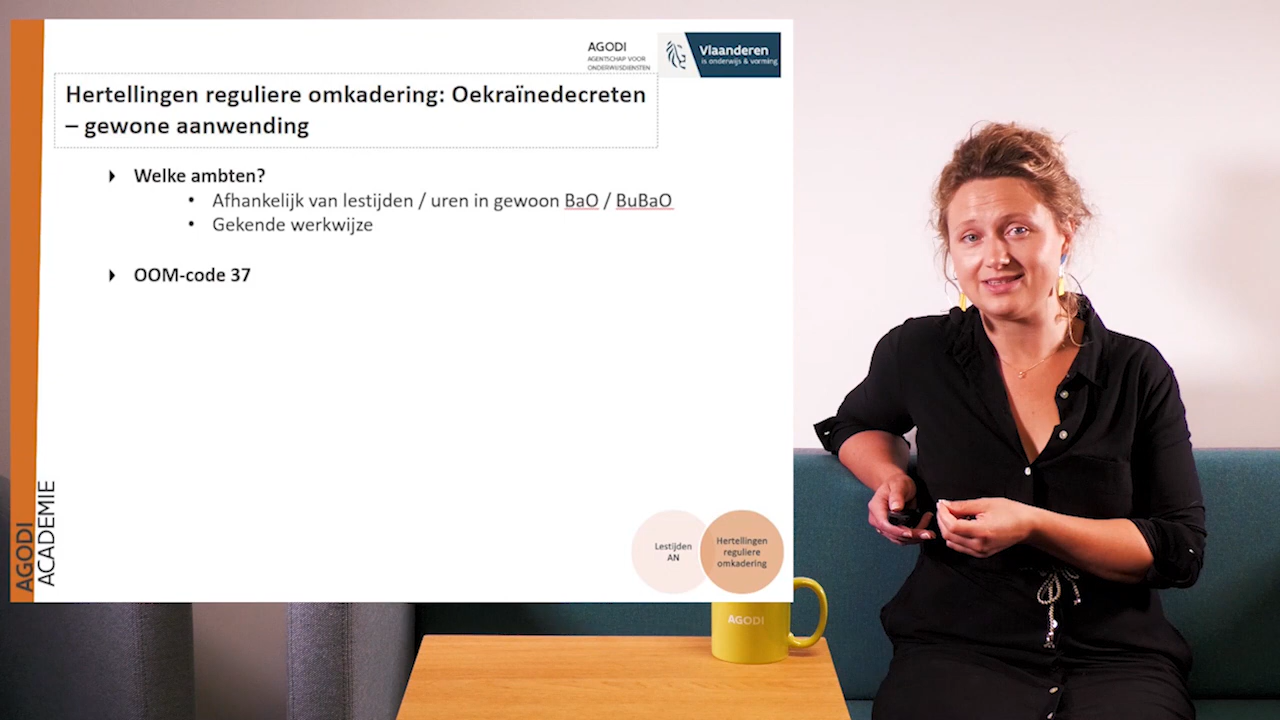 AGODI
AGENTSCHAP VOOR
ONDERWIJSDIENSTEN
Vlaanderen
is onderwijs & vorming
Hertellingen reguliere omkadering: Oekraïnedecreten
– gewone aanwending
Welke ambten?
• Afhankelijk van lestijden / uren in gewoon BaO / BuBaO
• Gekende werkwijze
OOM-code 37
AGODI
ACADEMIE
Lestijden
AN
Hertellingen
reguliere
omkadering
AGODI